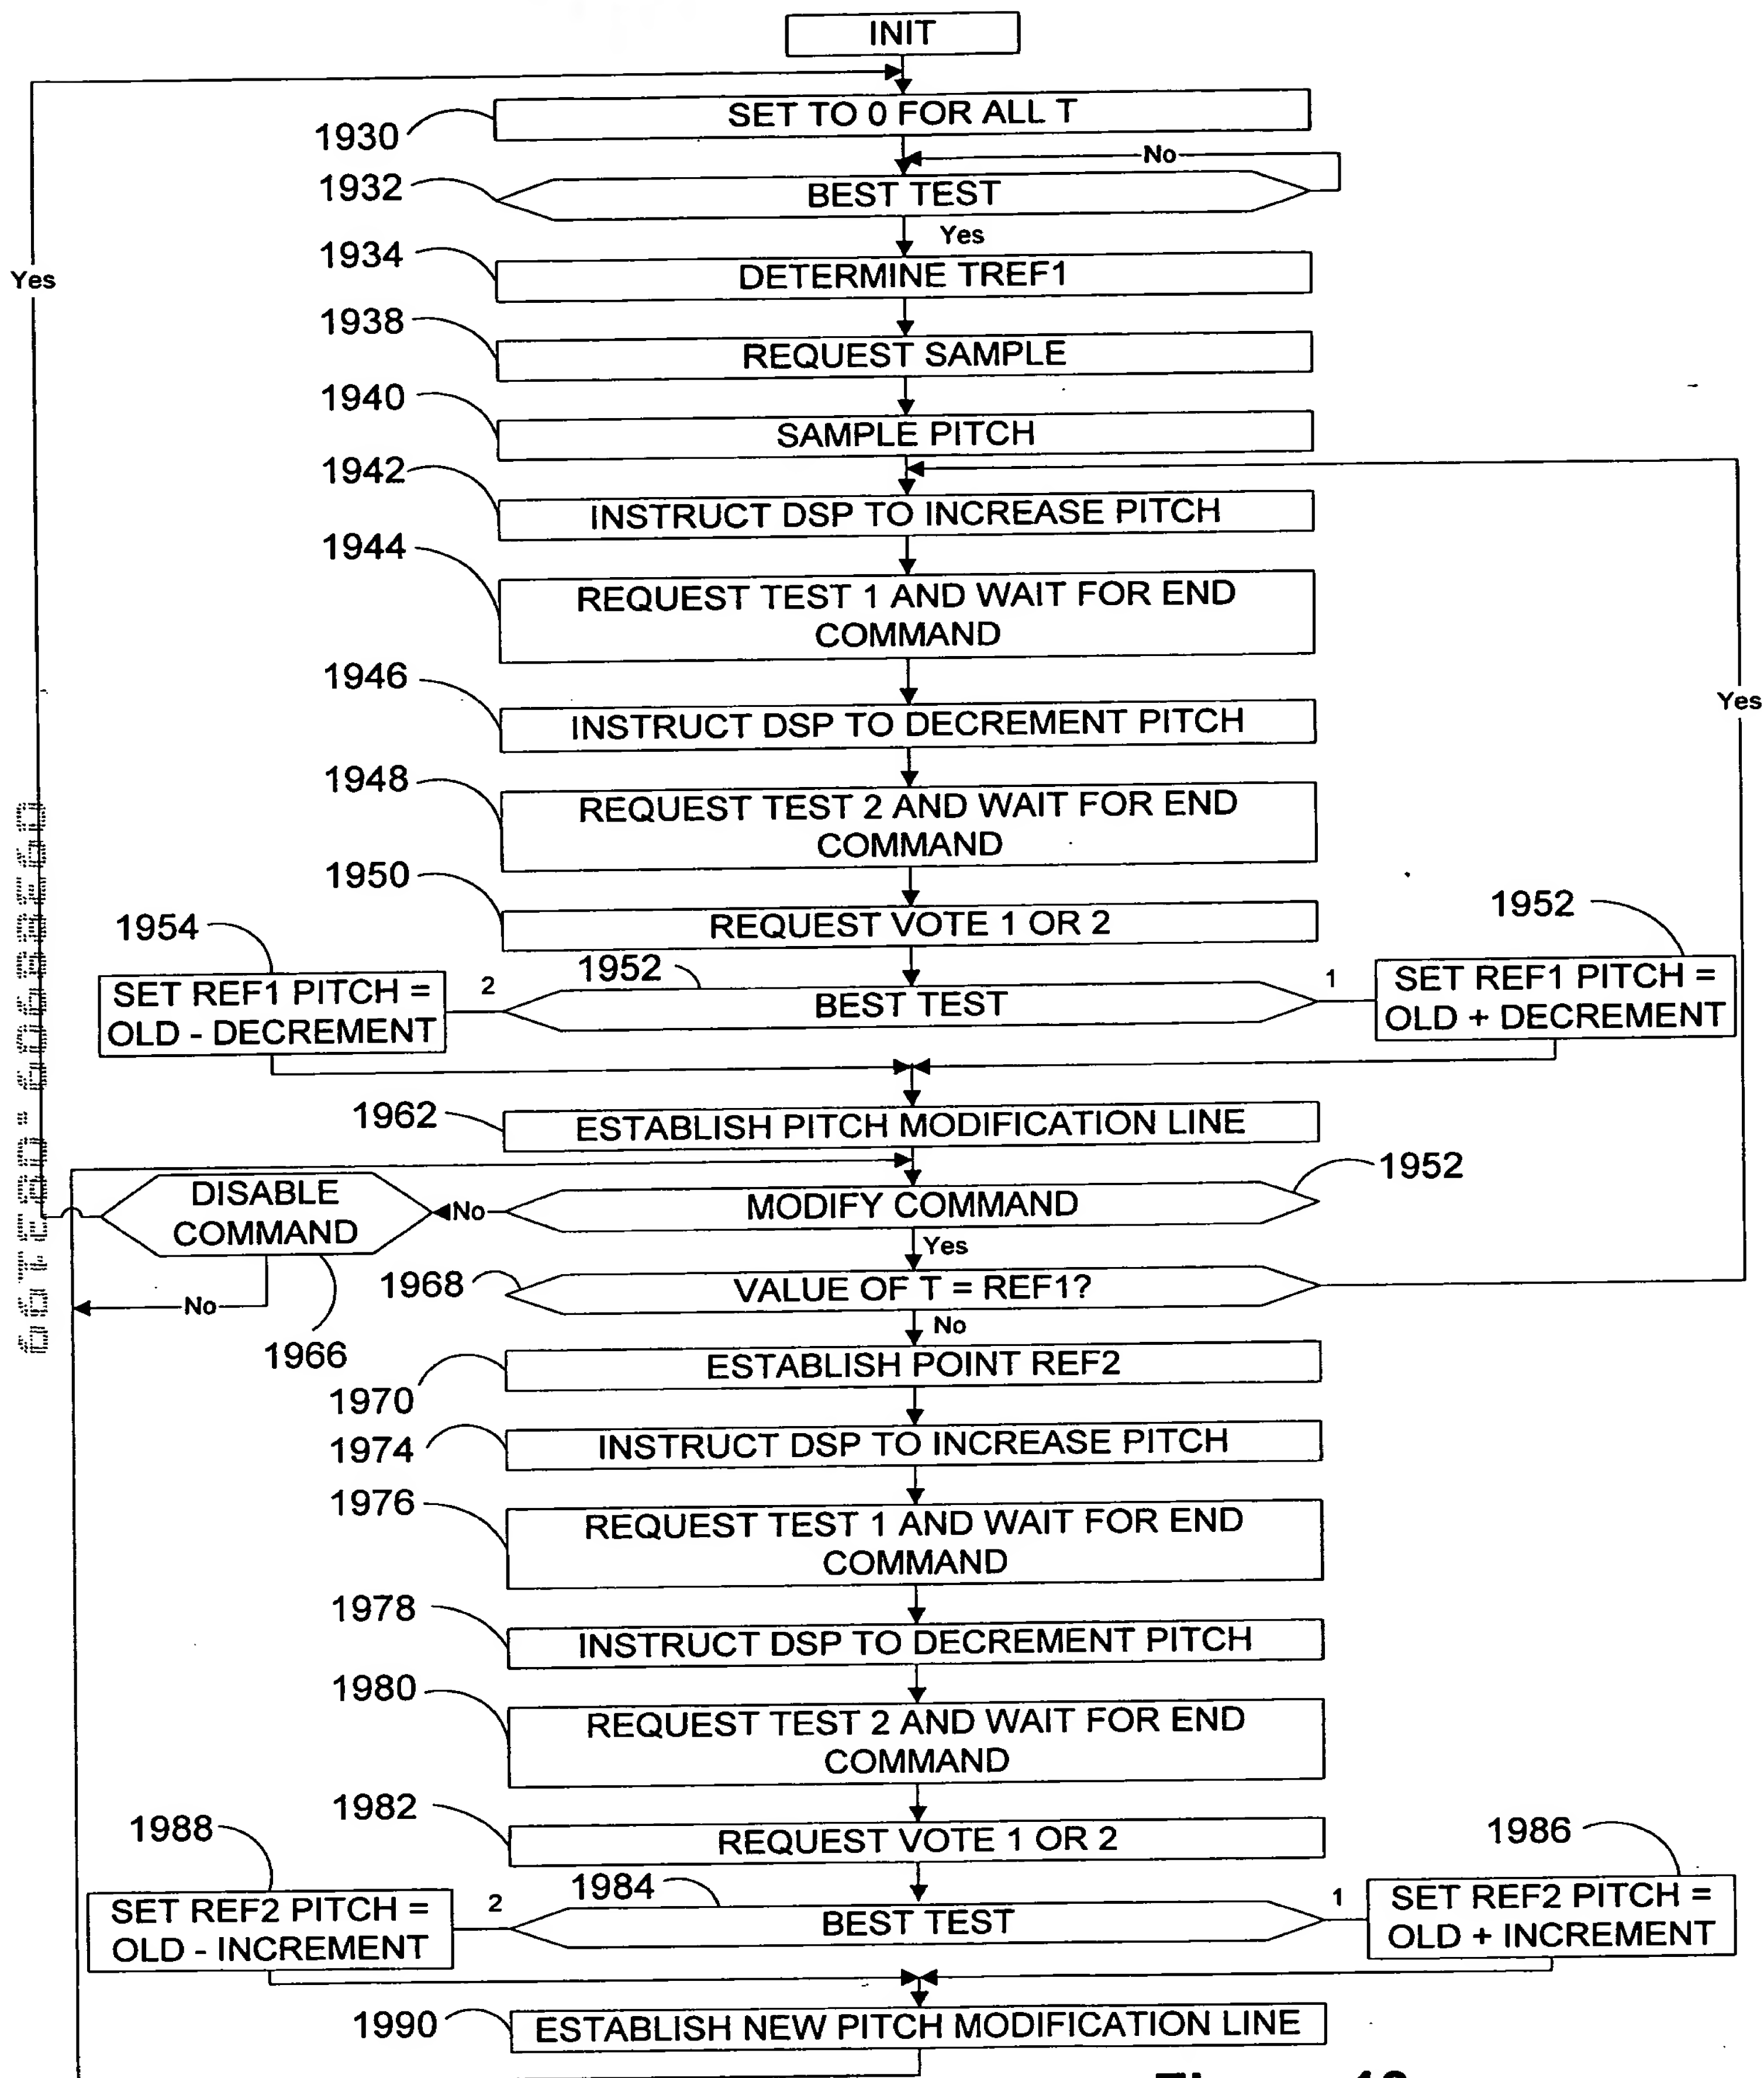 INIT
1930
SET TO 0 FOR ALL T
No
1932
BEST TEST
Yes
1934
DETERMINE TREF1
Yes
1938
REQUEST SAMPLE
1940
SAMPLE PITCH
1942
INSTRUCT DSP TO INCREASE PITCH
1944
REQUEST TEST 1 AND WAIT FOR END
COMMAND
1946
INSTRUCT DSP TO DECREMENT PITCH
Yes
1948
REQUEST TEST 2 AND WAIT FOR END
COMMAND
1950
REQUEST VOTE 1 OR 2
1954
SET REF1 PITCH =
OLD - DECREMENT
2
1952
BEST TEST
1
1952
SET REF1 PITCH =
OLD + DECREMENT
1962
ESTABLISH PITCH MODIFICATION LINE
DISABLE
COMMAND
No
MODIFY COMMAND
1952
Yes
No
1966
1968
VALUE OF T = REF1?
No
1970
ESTABLISH POINT REF2
1974
INSTRUCT DSP TO INCREASE PITCH
1976
REQUEST TEST 1 AND WAIT FOR END
COMMAND
1978
INSTRUCT DSP TO DECREMENT PITCH
1980
REQUEST TEST 2 AND WAIT FOR END
COMMAND
1982
REQUEST VOTE 1 OR 2
1988
SET REF2 PITCH =
OLD - INCREMENT
2
1984
BEST TEST
1
1986
SET REF2 PITCH =
OLD + INCREMENT
1990
ESTABLISH NEW PITCH MODIFICATION LINE